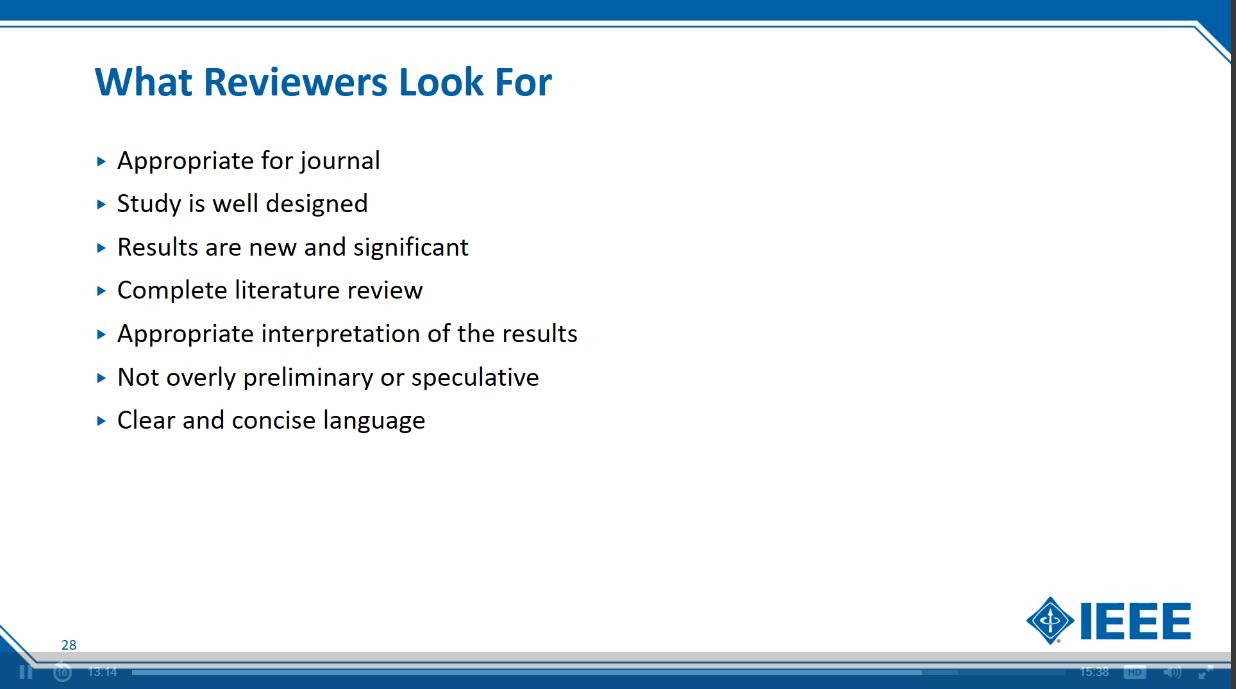 What Reviewers Look For
Appropriate for journal
Study is well designed
Results are new and significant
Complete literature review
Appropriate interpretation of the results
Not overly preliminary or speculative
Clear and concise language
IEEE
28
10
13:14
15:38
HD